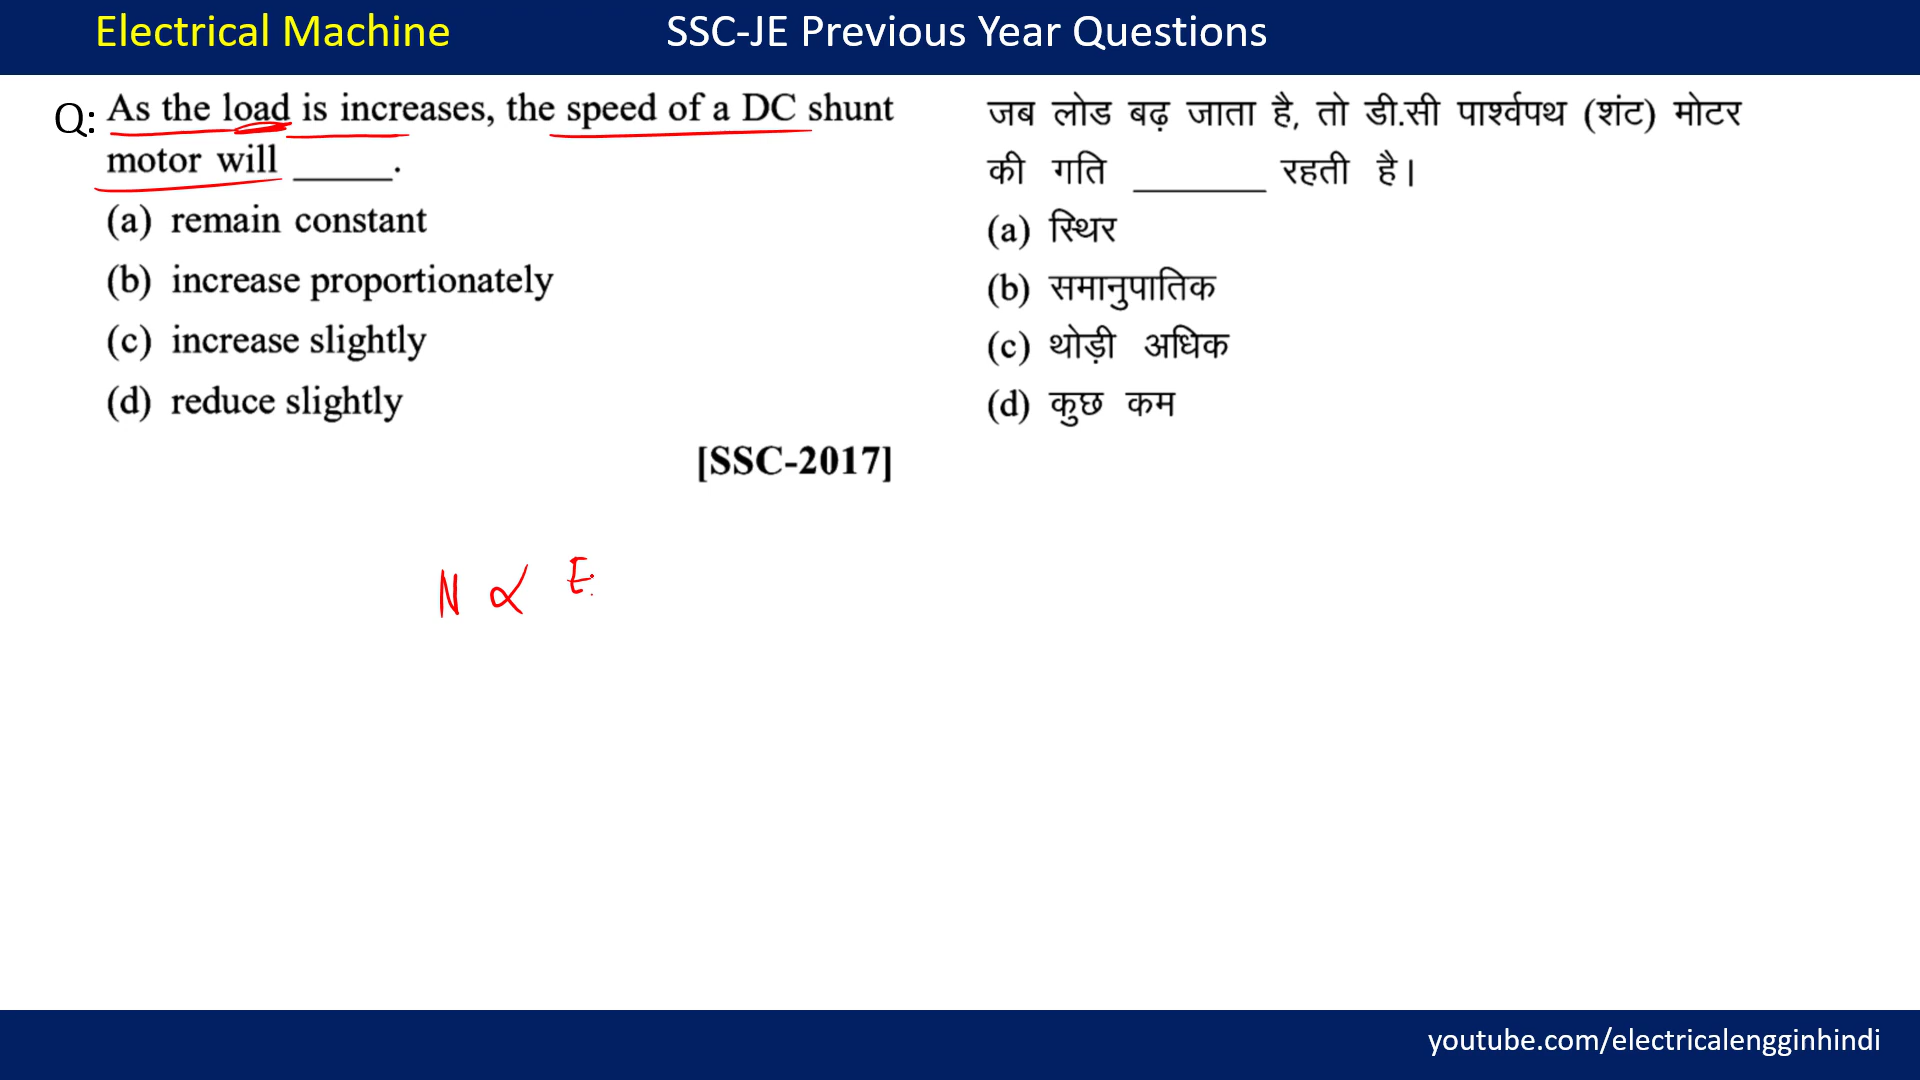 Electrical Machine SSC-JE Previous Year Questions
Q: As the load is increases, the speed of a DC shunt
motor will _____.
(a) remain constant
(b) increase proportionately
(c) increase slightly
(d) reduce slightly
[SSC-2017]
जब लोड बढ़ जाता है, तो डी.सी पार्श्वपथ (शंट) मोटर
की गति _______ रहती है।
(a) स्थिर
(b) समानुपातिक
(c) थोड़ी अधिक
(d) कुछ कम
N ∝ E
youtube.com/electricalengginhindi